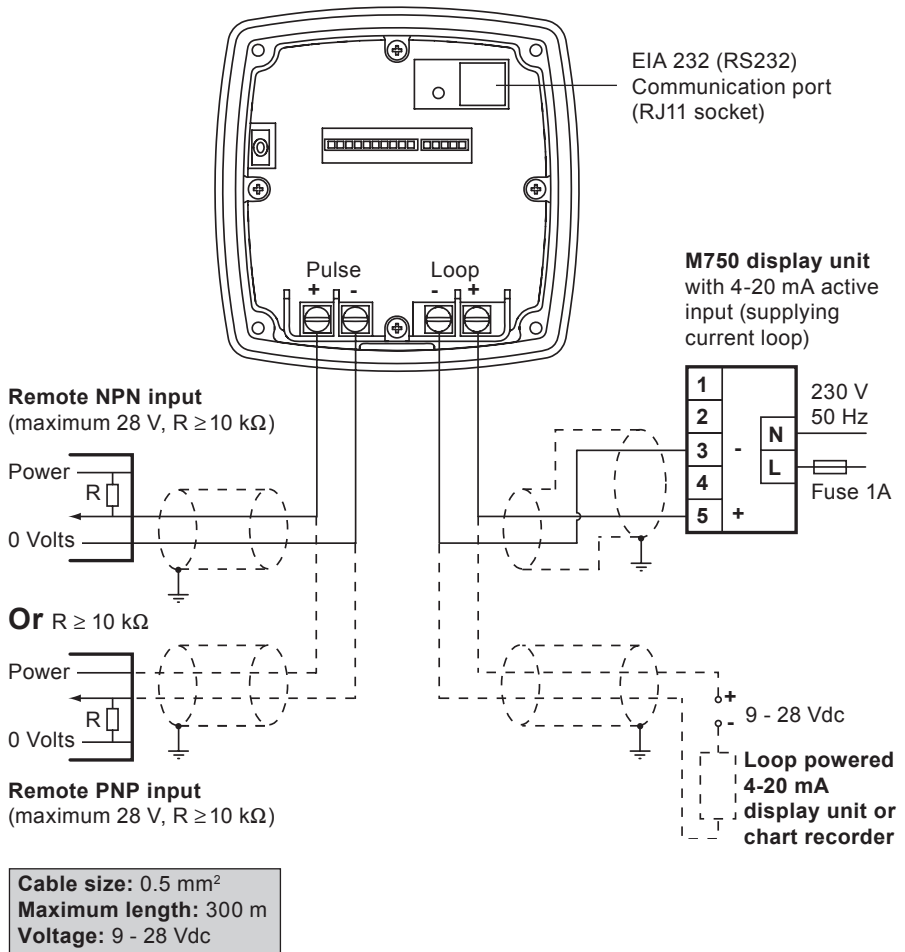 EIA 232 (RS232)
Communication port
(RJ11 socket)
Pulse
+ -
Loop
- +
M750 display unit
with 4-20 mA active
input (supplying
current loop)
1
2
3 -
4
5 +
N
L
230 V
50 Hz
Fuse 1A
Remote NPN input
(maximum 28 V, R ≥10 kΩ)
Power
R
0 Volts
Or R ≥ 10 kΩ
Power
R
0 Volts
Remote PNP input
(maximum 28 V, R ≥10 kΩ)
+
- 9 - 28 Vdc
Loop powered
4-20 mA
display unit or
chart recorder
Cable size: 0.5 mm²
Maximum length: 300 m
Voltage: 9 - 28 Vdc